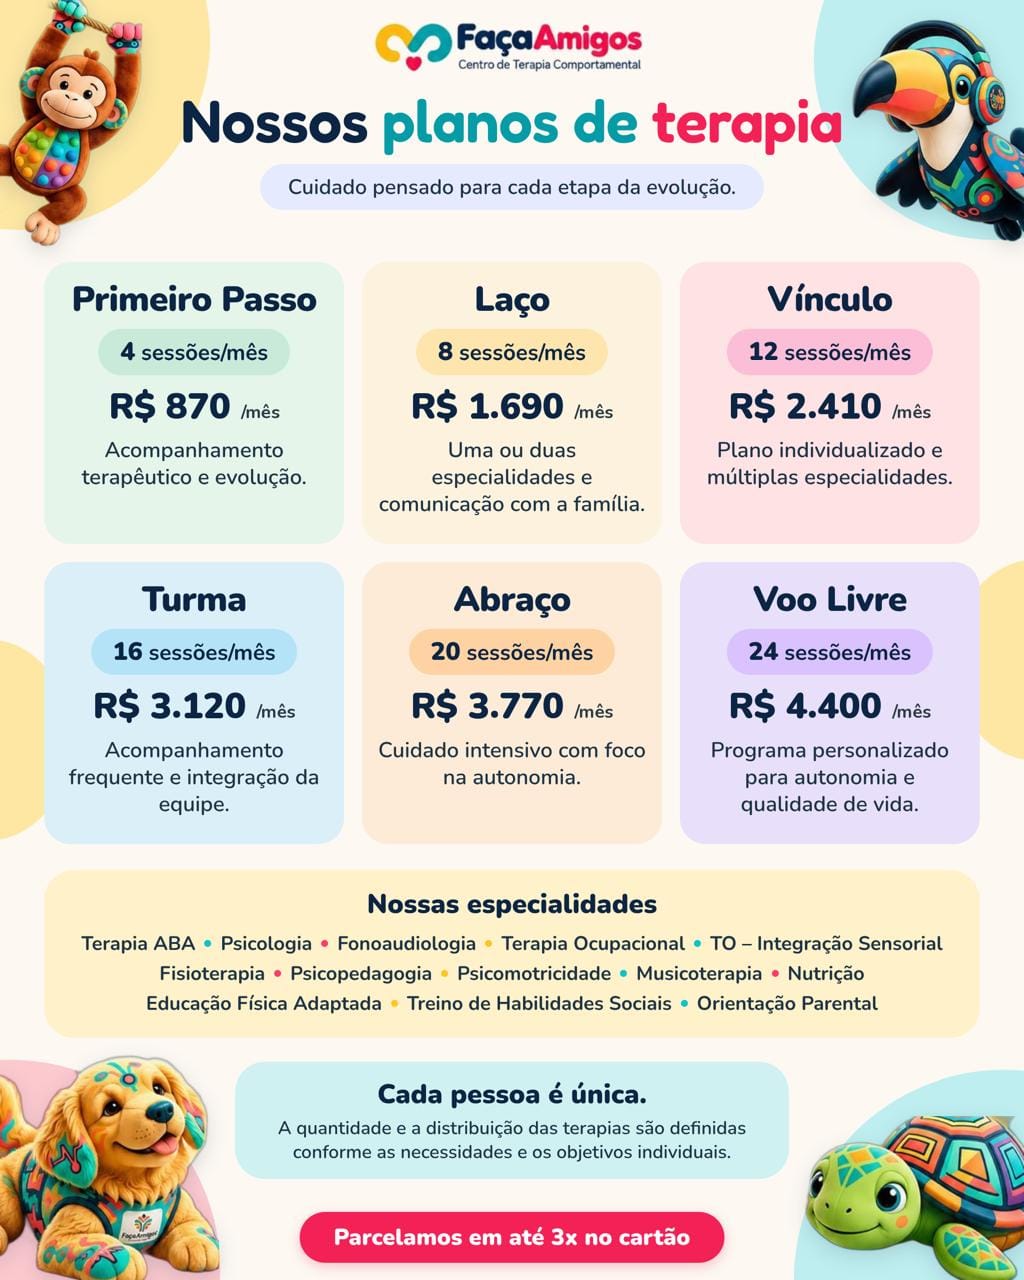 FaçaAmigos
Centro de Terapia Comportamental
Nossos planos de terapia
Cuidado pensado para cada etapa da evolução.
Primeiro Passo
4 sessões/mês
R$ 870 /mês
Acompanhamento
terapêutico e evolução.
Laço
8 sessões/mês
R$ 1.690 /mês
Uma ou duas
especialidades e
comunicação com a família.
Vínculo
12 sessões/mês
R$ 2.410 /mês
Plano individualizado e
múltiplas especialidades.
Turma
16 sessões/mês
R$ 3.120 /mês
Acompanhamento
frequente e integração da
equipe.
Abraço
20 sessões/mês
R$ 3.770 /mês
Cuidado intensivo com foco
na autonomia.
Voo Livre
24 sessões/mês
R$ 4.400 /mês
Programa personalizado
para autonomia e
qualidade de vida.
Nossas especialidades
Terapia ABA • Psicologia • Fonoaudiologia • Terapia Ocupacional • TO – Integração Sensorial
Fisioterapia • Psicopedagogia • Psicomotricidade • Musicoterapia • Nutrição
Educação Física Adaptada • Treino de Habilidades Sociais • Orientação Parental
Cada pessoa é única.
A quantidade e a distribuição das terapias são definidas
conforme as necessidades e os objetivos individuais.
FaçaAmigos
Parcelamos em até 3x no cartão